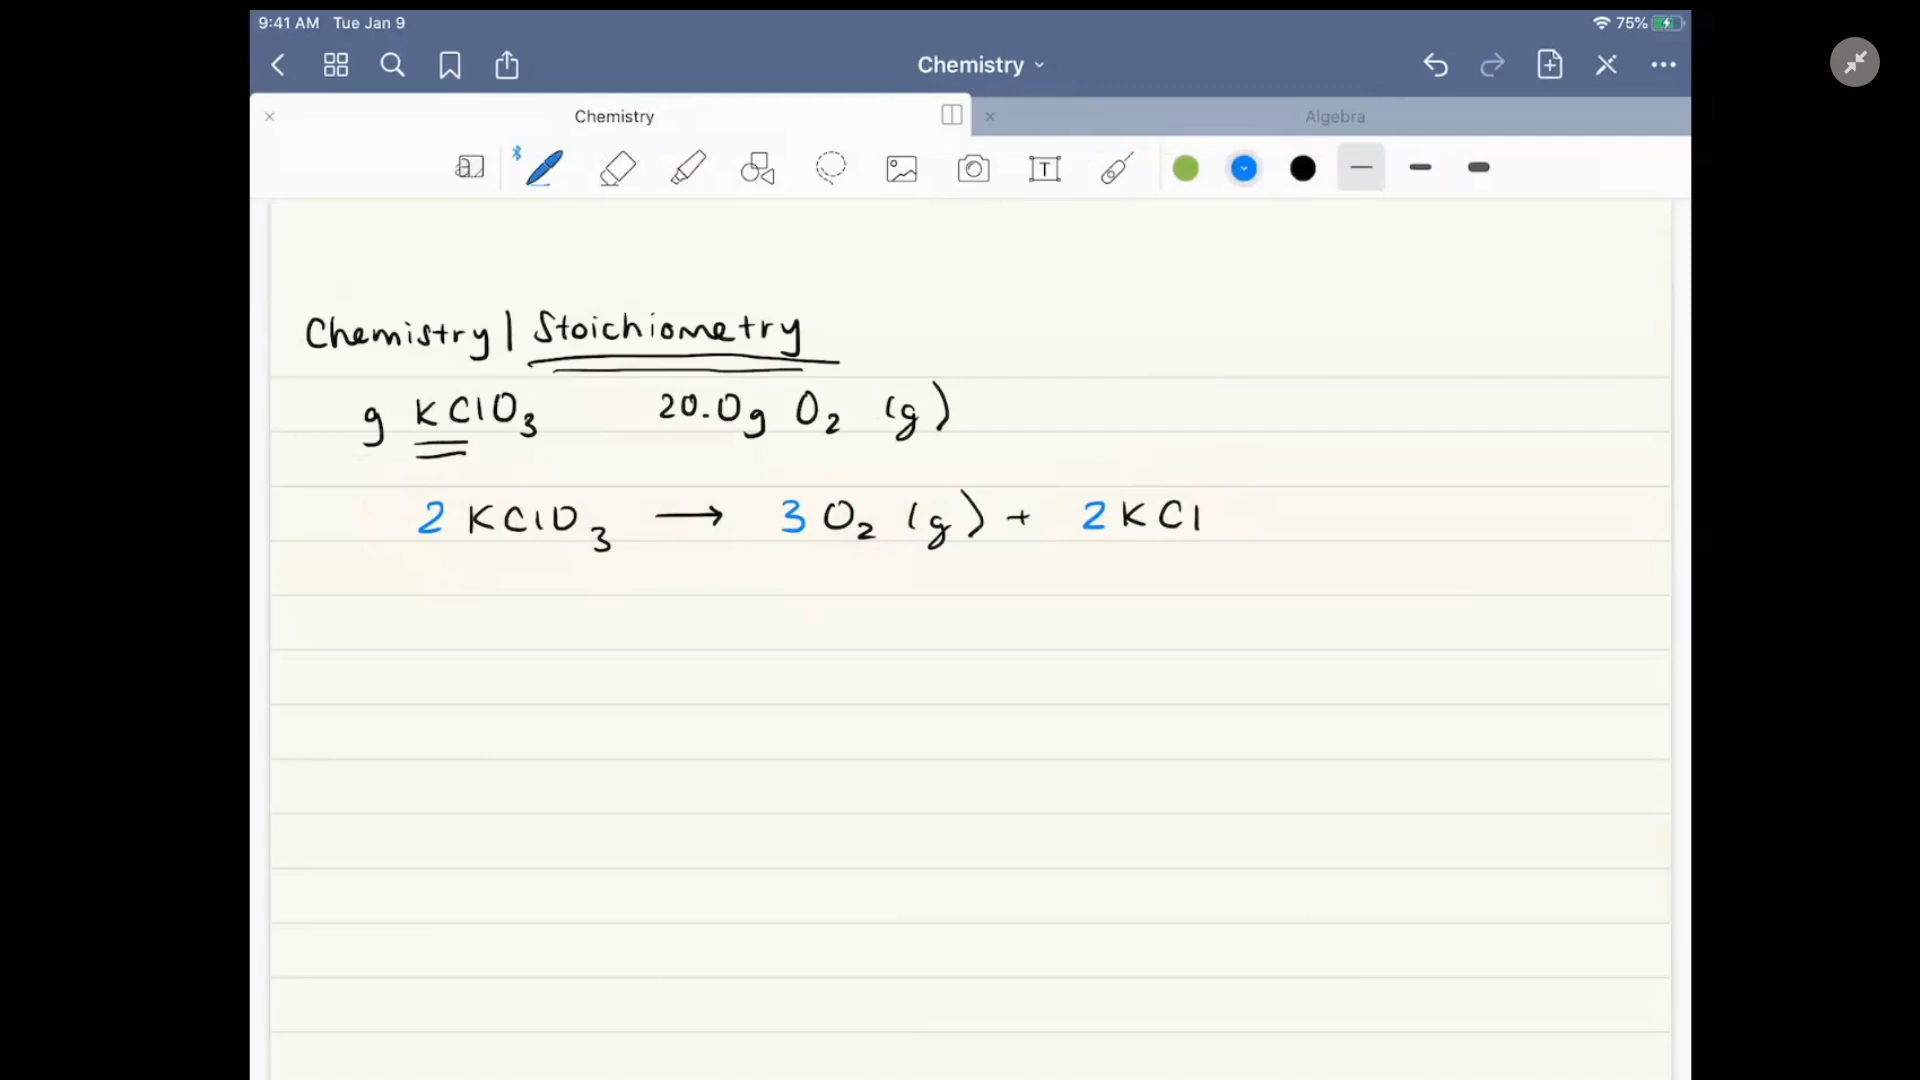 9:41 AM Tue Jan 9 75%
Chemistry
Chemistry Algebra
T
Chemistry | Stoichiometry
g KClO₃ 20.0g O₂ (g)
2 KClO₃ → 3 O₂ (g) + 2 KCl